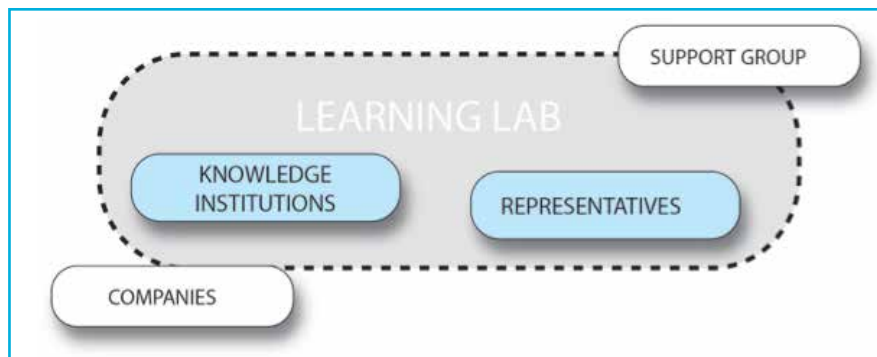 SUPPORT GROUP
LEARNING LAB
KNOWLEDGE
INSTITUTIONS
REPRESENTATIVES
COMPANIES